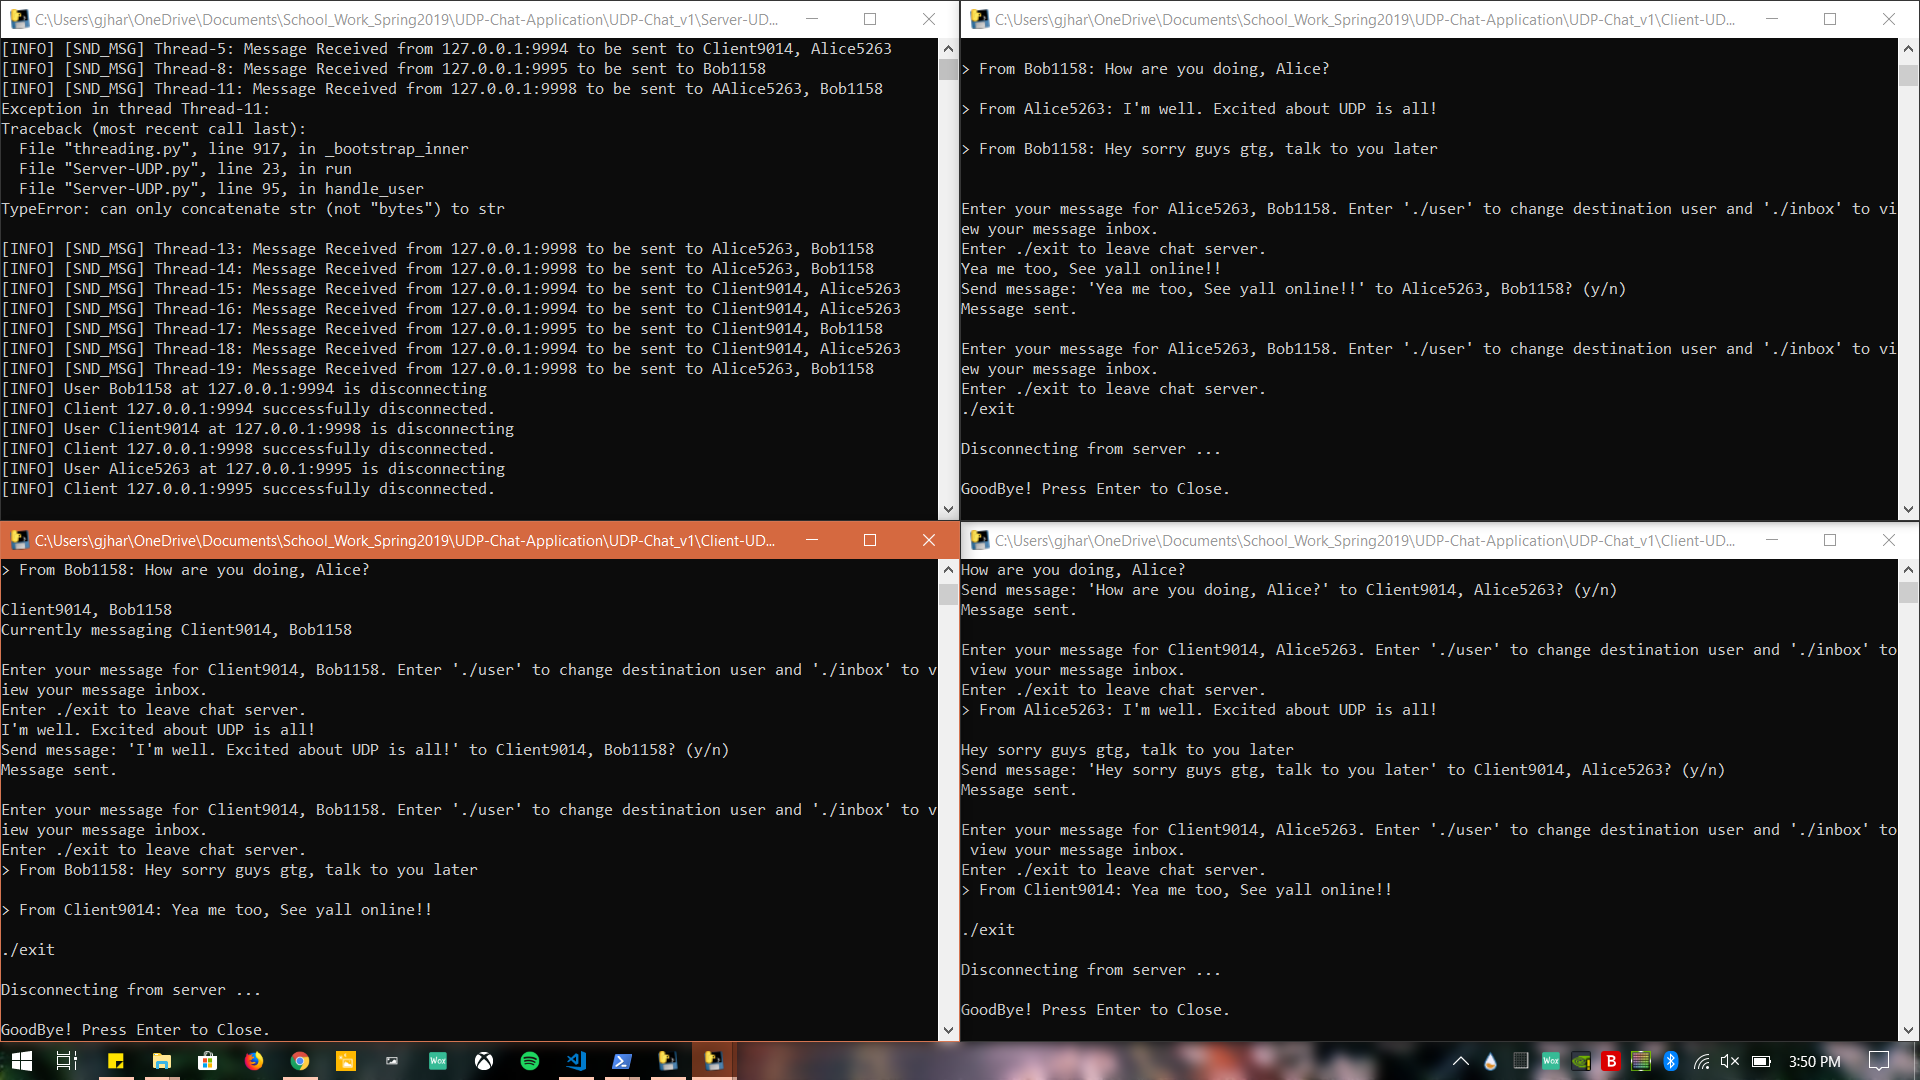 C:\Users\gjhar\OneDrive\Documents\School_Work_Spring2019\UDP-Chat-Application\UDP-Chat_v1\Server-UD...
[INFO] [SND_MSG] Thread-5: Message Received from 127.0.0.1:9994 to be sent to Client9014, Alice5263
[INFO] [SND_MSG] Thread-8: Message Received from 127.0.0.1:9995 to be sent to Bob1158
[INFO] [SND_MSG] Thread-11: Message Received from 127.0.0.1:9998 to be sent to AAlice5263, Bob1158
Exception in thread Thread-11:
Traceback (most recent call last):
  File "threading.py", line 917, in _bootstrap_inner
  File "Server-UDP.py", line 23, in run
  File "Server-UDP.py", line 95, in handle_user
TypeError: can only concatenate str (not "bytes") to str
[INFO] [SND_MSG] Thread-13: Message Received from 127.0.0.1:9998 to be sent to Alice5263, Bob1158
[INFO] [SND_MSG] Thread-14: Message Received from 127.0.0.1:9998 to be sent to Alice5263, Bob1158
[INFO] [SND_MSG] Thread-15: Message Received from 127.0.0.1:9994 to be sent to Client9014, Alice5263
[INFO] [SND_MSG] Thread-16: Message Received from 127.0.0.1:9994 to be sent to Client9014, Alice5263
[INFO] [SND_MSG] Thread-17: Message Received from 127.0.0.1:9995 to be sent to Client9014, Bob1158
[INFO] [SND_MSG] Thread-18: Message Received from 127.0.0.1:9994 to be sent to Client9014, Alice5263
[INFO] [SND_MSG] Thread-19: Message Received from 127.0.0.1:9998 to be sent to Alice5263, Bob1158
[INFO] User Bob1158 at 127.0.0.1:9994 is disconnecting
[INFO] Client 127.0.0.1:9994 successfully disconnected.
[INFO] User Client9014 at 127.0.0.1:9998 is disconnecting
[INFO] Client 127.0.0.1:9998 successfully disconnected.
[INFO] User Alice5263 at 127.0.0.1:9995 is disconnecting
[INFO] Client 127.0.0.1:9995 successfully disconnected.
C:\Users\gjhar\OneDrive\Documents\School_Work_Spring2019\UDP-Chat-Application\UDP-Chat_v1\Client-UD...
> From Bob1158: How are you doing, Alice?
> From Alice5263: I'm well. Excited about UDP is all!
> From Bob1158: Hey sorry guys gtg, talk to you later
Enter your message for Alice5263, Bob1158. Enter './user' to change destination user and './inbox' to vi
ew your message inbox.
Enter ./exit to leave chat server.
Yea me too, See yall online!!
Send message: 'Yea me too, See yall online!!' to Alice5263, Bob1158? (y/n)
Message sent.
Enter your message for Alice5263, Bob1158. Enter './user' to change destination user and './inbox' to vi
ew your message inbox.
Enter ./exit to leave chat server.
./exit
Disconnecting from server ...
GoodBye! Press Enter to Close.
C:\Users\gjhar\OneDrive\Documents\School_Work_Spring2019\UDP-Chat-Application\UDP-Chat_v1\Client-UD...
> From Bob1158: How are you doing, Alice?
Client9014, Bob1158
Currently messaging Client9014, Bob1158
Enter your message for Client9014, Bob1158. Enter './user' to change destination user and './inbox' to v
iew your message inbox.
Enter ./exit to leave chat server.
I'm well. Excited about UDP is all!
Send message: 'I'm well. Excited about UDP is all!' to Client9014, Bob1158? (y/n)
Message sent.
Enter your message for Client9014, Bob1158. Enter './user' to change destination user and './inbox' to v
iew your message inbox.
Enter ./exit to leave chat server.
> From Bob1158: Hey sorry guys gtg, talk to you later
> From Client9014: Yea me too, See yall online!!
./exit
Disconnecting from server ...
GoodBye! Press Enter to Close.
C:\Users\gjhar\OneDrive\Documents\School_Work_Spring2019\UDP-Chat-Application\UDP-Chat_v1\Client-UD...
How are you doing, Alice?
Send message: 'How are you doing, Alice?' to Client9014, Alice5263? (y/n)
Message sent.
Enter your message for Client9014, Alice5263. Enter './user' to change destination user and './inbox' to
 view your message inbox.
Enter ./exit to leave chat server.
> From Alice5263: I'm well. Excited about UDP is all!
Hey sorry guys gtg, talk to you later
Send message: 'Hey sorry guys gtg, talk to you later' to Client9014, Alice5263? (y/n)
Message sent.
Enter your message for Client9014, Alice5263. Enter './user' to change destination user and './inbox' to
 view your message inbox.
Enter ./exit to leave chat server.
> From Client9014: Yea me too, See yall online!!
./exit
Disconnecting from server ...
GoodBye! Press Enter to Close.
Wox
Wox
B
3:50 PM